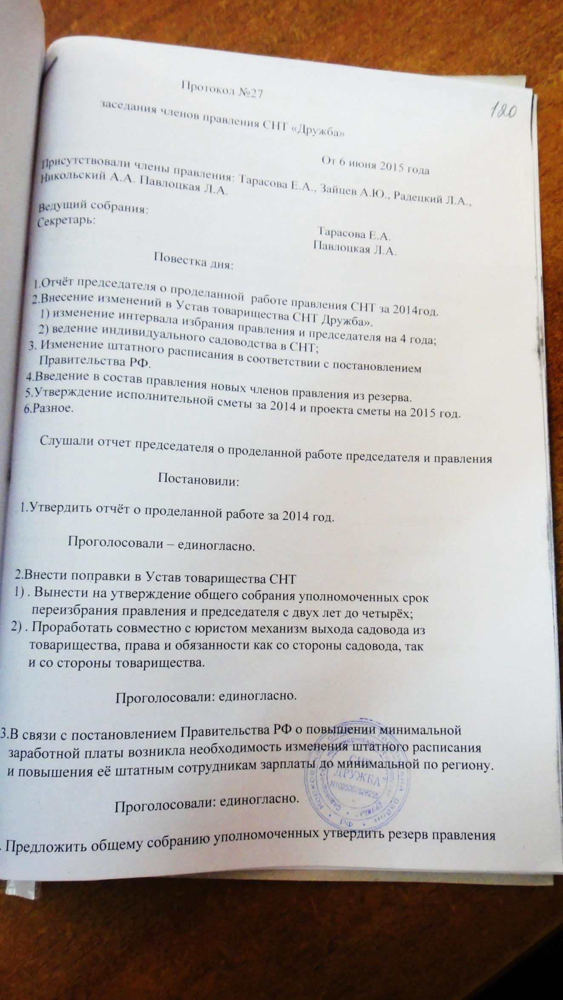 Протокол №27
120
заседания членов правления СНТ «Дружба»
От 6 июня 2015 года
Присутствовали члены правления: Тарасова Е.А., Зайцев А.Ю., Радецкий Л.А.,
Никольский А.А. Павлоцкая Л.А.
Ведущий собрания:
Тарасова Е.А.
Секретарь:
Павлоцкая Л.А.
Повестка дня:
1.Отчёт председателя о проделанной работе правления СНТ за 2014год.
2.Внесение изменений в Устав товарищества СНТ Дружба».
1) изменение интервала избрания правления и председателя на 4 года;
2) ведение индивидуального садоводства в СНТ;
3. Изменение штатного расписания в соответствии с постановлением
Правительства РФ.
4.Введение в состав правления новых членов правления из резерва.
5.Утверждение исполнительной сметы за 2014 и проекта сметы на 2015 год.
6.Разное.
Слушали отчет председателя о проделанной работе председателя и правления
Постановили:
1.Утвердить отчёт о проделанной работе за 2014 год.
Проголосовали – единогласно.
2.Внести поправки в Устав товарищества СНТ
1) . Вынести на утверждение общего собрания уполномоченных срок
переизбрания правления и председателя с двух лет до четырёх;
2) . Проработать совместно с юристом механизм выхода садовода из
товарищества, права и обязанности как со стороны садовода, так
и со стороны товарищества.
Проголосовали: единогласно.
3.В связи с постановлением Правительства РФ о повышении минимальной
заработной платы возникла необходимость изменения штатного расписания
и повышения её штатным сотрудникам зарплаты до минимальной по региону.
Проголосовали: единогласно.
. Предложить общему собранию уполномоченных утвердить резерв правления
СНТ
ДРУЖБА"